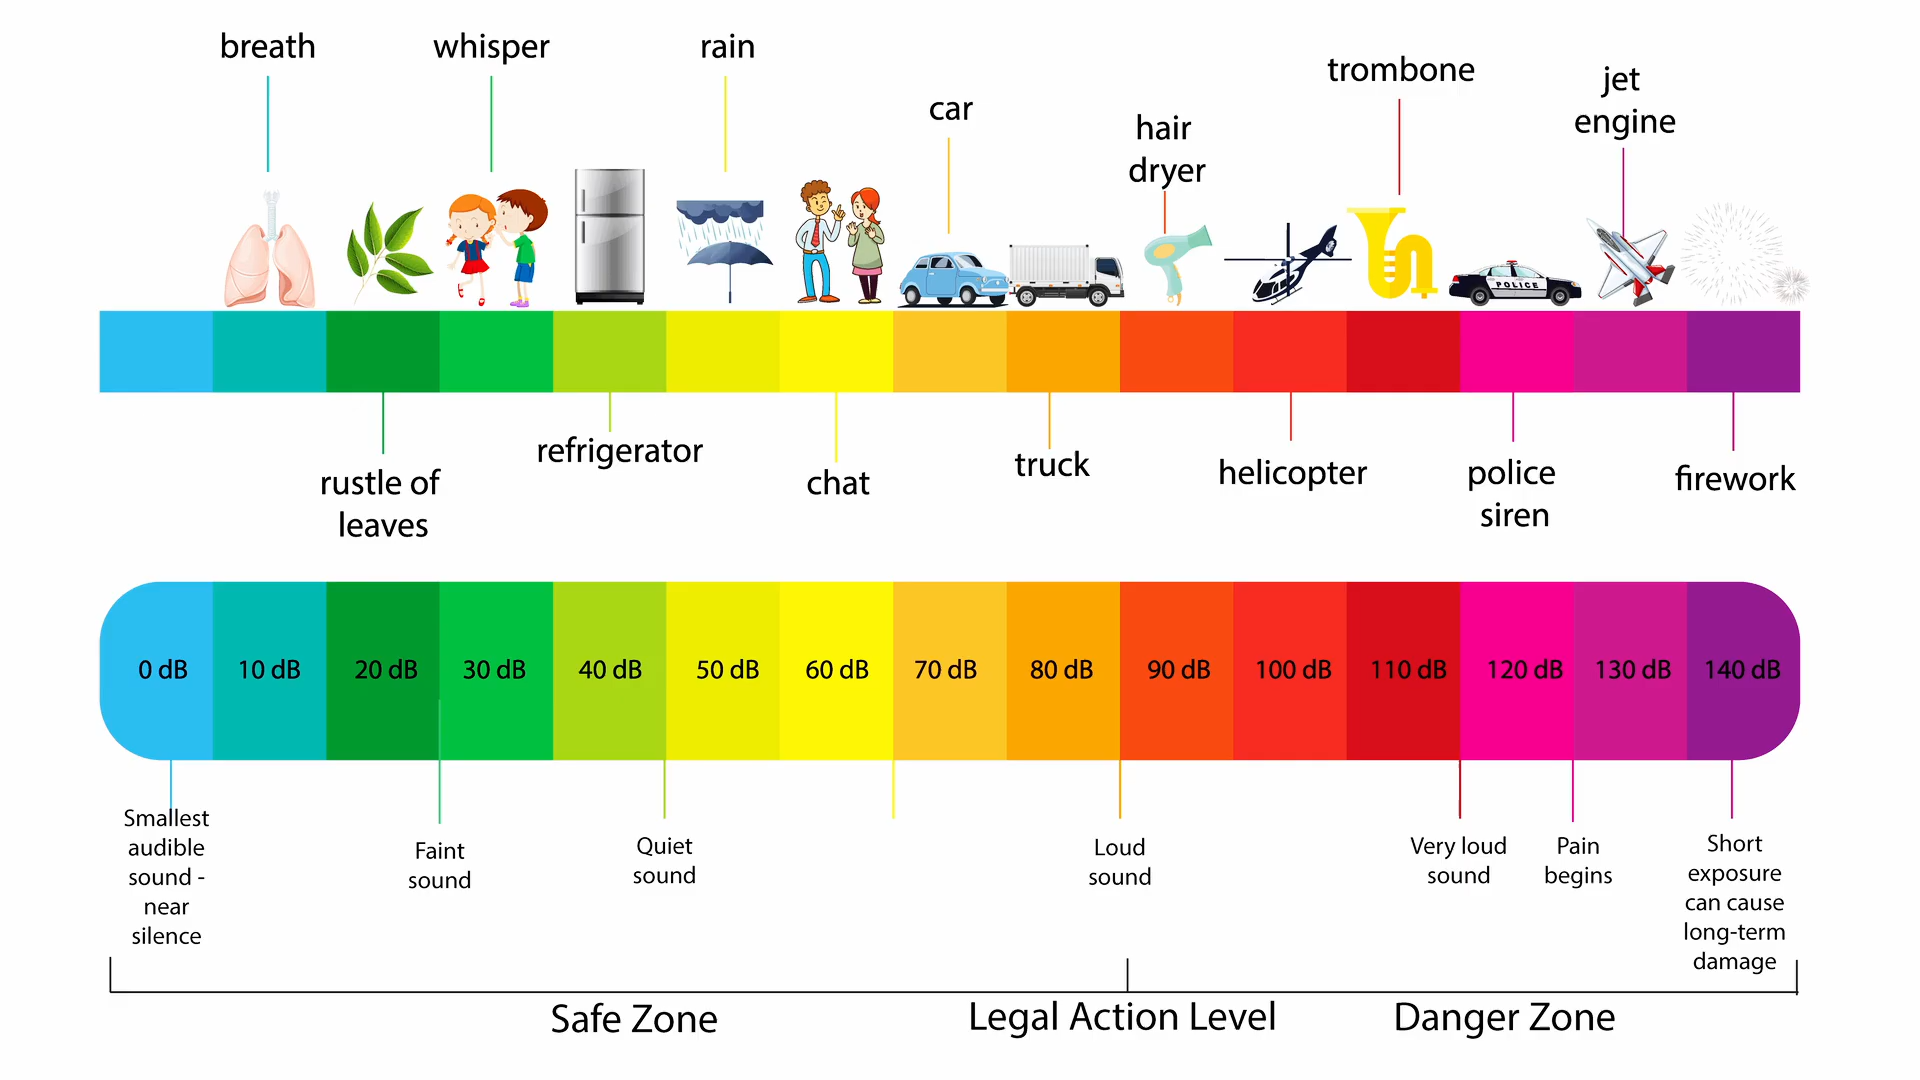 breath
whisper
rain
car
hair
dryer
trombone
jet
engine
POLICE
rustle of
leaves
refrigerator
chat
truck
helicopter
police
siren
firework
0 dB
10 dB
20 dB
30 dB
40 dB
50 dB
60 dB
70 dB
80 dB
90 dB
100 dB
110 dB
120 dB
130 dB
140 dB
Smallest
audible
sound -
near
silence
Faint
sound
Quiet
sound
Loud
sound
Very loud
sound
Pain
begins
Short
exposure
can cause
long-term
damage
Safe Zone
Legal Action Level
Danger Zone